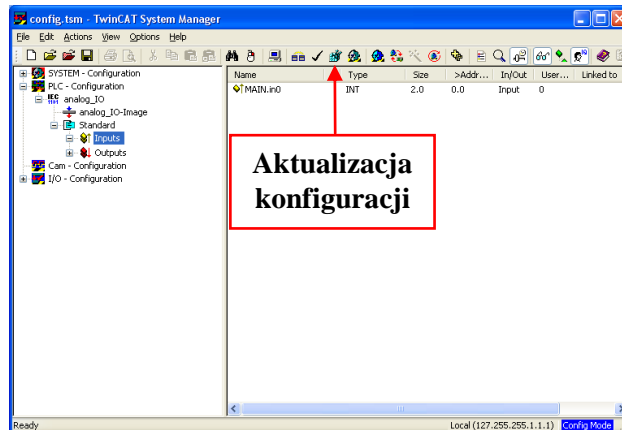 config.tsm - TwinCAT System Manager
File Edit Actions View Options Help
SYSTEM - Configuration
PLC - Configuration
analog_IO
analog_IO-Image
Standard
Inputs
Outputs
Cam - Configuration
I/O - Configuration
Name Type Size >Addr... In/Out User... Linked to
MAIN.in0 INT 2.0 0.0 Input 0
Aktualizacja
konfiguracji
Ready Local (127.255.255.1.1.1) Config Mode